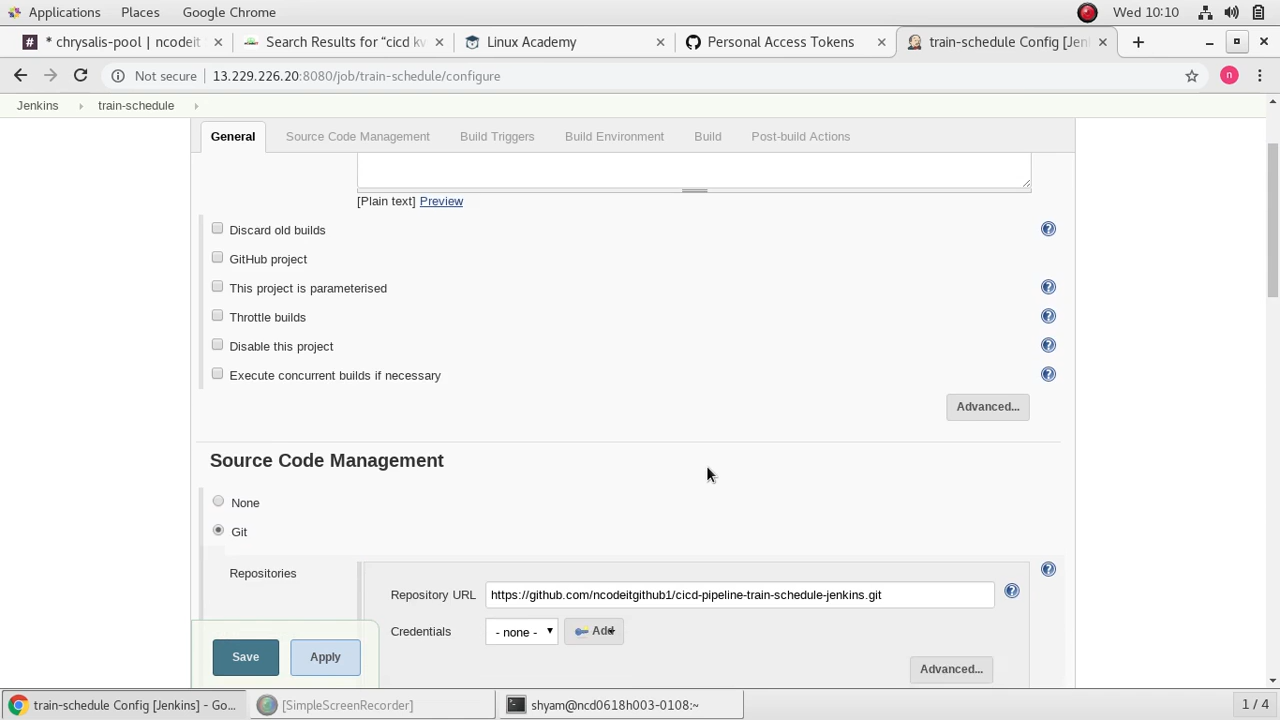 Applications Places Google Chrome Wed 10:10
* chrysalis-pool | ncodeit S Search Results for “cicd kv Linux Academy Personal Access Tokens train-schedule Config [Jen
Not secure 13.229.226.20:8080/job/train-schedule/configure n
Jenkins train-schedule
General Source Code Management Build Triggers Build Environment Build Post-build Actions
[Plain text] Preview
Discard old builds
GitHub project
This project is parameterised
Throttle builds
Disable this project
Execute concurrent builds if necessary
Advanced...
Source Code Management
None
Git
Repositories
Repository URL https://github.com/ncodeitgithub1/cicd-pipeline-train-schedule-jenkins.git
Credentials - none - Add
Save Apply Advanced...
train-schedule Config [Jenkins] - Go... [SimpleScreenRecorder] shyam@ncd0618h003-0108:~ 1 / 4